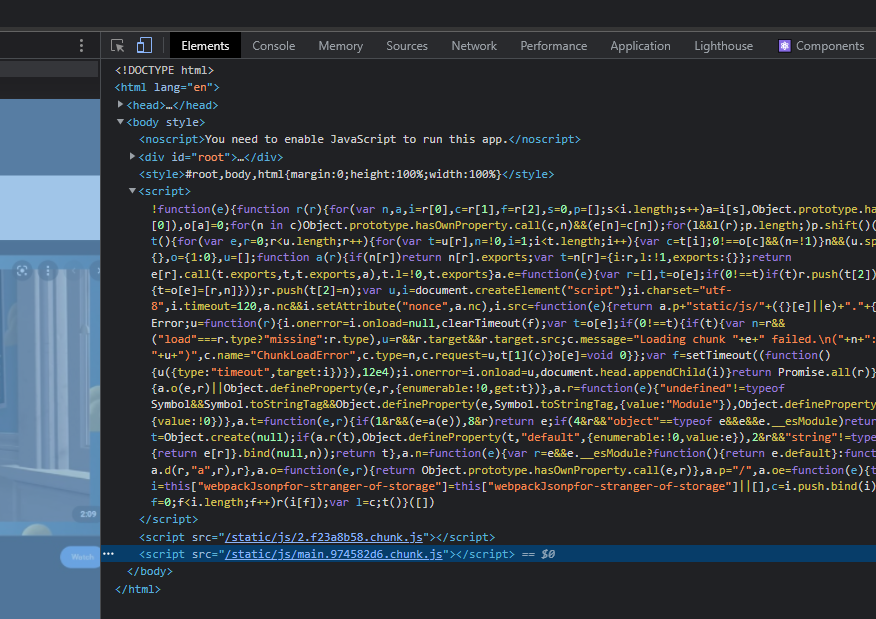 Elements Console Memory Sources Network Performance Application Lighthouse Components
<!DOCTYPE html>
<html lang="en">
<head>…</head>
<body style>
<noscript>You need to enable JavaScript to run this app.</noscript>
<div id="root">…</div>
<style>#root,body,html{margin:0;height:100%;width:100%}</style>
<script>
!function(e){function r(r){for(var n,a,i=r[0],c=r[1],f=r[2],s=0,p=[];s<i.length;s++)a=i[s],Object.prototype.has
[0]),o[a]=0;for(n in c)Object.prototype.hasOwnProperty.call(c,n)&&(e[n]=c[n]);for(l&&l(r);p.length;)p.shift()(
t(){for(var e,r=0;r<u.length;r++){for(var t=u[r],n=!0,i=1;i<t.length;i++){var c=t[i];0!==o[c]&&(n=!1)}n&&(u.sp
{},o={1:0},u=[];function a(r){if(n[r])return n[r].exports;var t=n[r]={i:r,l:!1,exports:{}};return
e[r].call(t.exports,t,t.exports,a),t.l=!0,t.exports}a.e=function(e){var r=[],t=o[e];if(0!==t)if(t)r.push(t[2])
{t=o[e]=[r,n]}));r.push(t[2]=n);var u,i=document.createElement("script");i.charset="utf-
8",i.timeout=120,a.nc&&i.setAttribute("nonce",a.nc),i.src=function(e){return a.p+"static/js/"+({}[e]||e)+"."+{
Error;u=function(r){i.onerror=i.onload=null,clearTimeout(f);var t=o[e];if(0!==t){if(t){var n=r&&
("load"===r.type?"missing":r.type),u=r&&r.target&&r.target.src;c.message="Loading chunk "+e+" failed.\n("+n+":
"+u+")",c.name="ChunkLoadError",c.type=n,c.request=u,t[1](c)}o[e]=void 0}};var f=setTimeout((function()
{u({type:"timeout",target:i})}),12e4);i.onerror=i.onload=u,document.head.appendChild(i)}return Promise.all(r)}
{a.o(e,r)||Object.defineProperty(e,r,{enumerable:!0,get:t})},a.r=function(e){"undefined"!=typeof
Symbol&&Symbol.toStringTag&&Object.defineProperty(e,Symbol.toStringTag,{value:"Module"}),Object.defineProperty
{value:!0})},a.t=function(e,r){if(1&r&&(e=a(e)),8&r)return e;if(4&r&&"object"==typeof e&&e&&e.__esModule)return
t=Object.create(null);if(a.r(t),Object.defineProperty(t,"default",{enumerable:!0,value:e}),2&r&&"string"!=type
{return e[r]}.bind(null,n));return t},a.n=function(e){var r=e&&e.__esModule?function(){return e.default}:funct
a.d(r,"a",r),r},a.o=function(e,r){return Object.prototype.hasOwnProperty.call(e,r)},a.p="/",a.oe=function(e){t
i=this["webpackJsonpfor-stranger-of-storage"]=this["webpackJsonpfor-stranger-of-storage"]||[],c=i.push.bind(i)
f=0;f<i.length;f++)r(i[f]);var l=c;t()}([])
</script>
<script src="/static/js/2.f23a8b58.chunk.js"></script>
<script src="/static/js/main.974582d6.chunk.js"></script> == $0
</body>
</html>
2:09
Watch